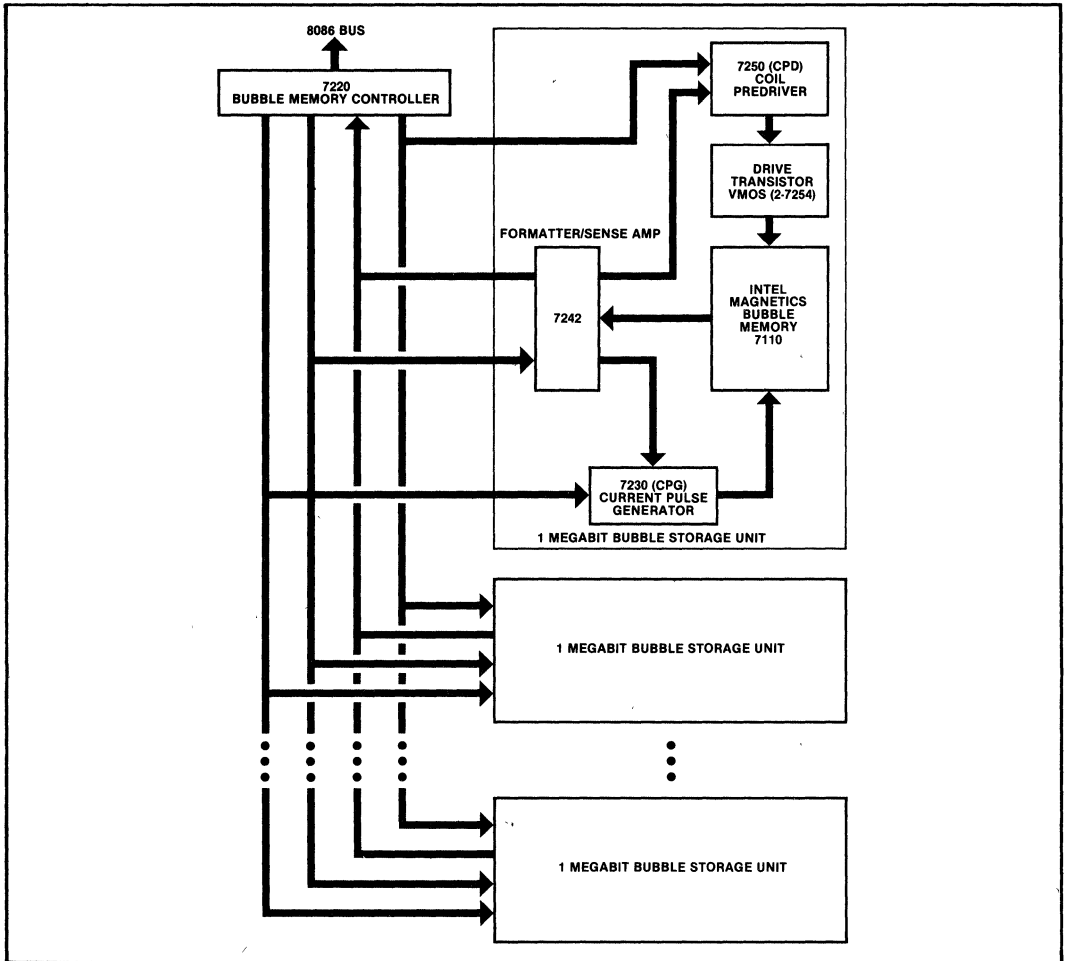 8086 BUS
7220
BUBBLE MEMORY CONTROLLER
7250 (CPD)
COIL
PREDRIVER
DRIVE
TRANSISTOR
VMOS (2-7254)
FORMATTER/SENSE AMP
7242
INTEL
MAGNETICS
BUBBLE
MEMORY
7110
7230 (CPG)
CURRENT PULSE
GENERATOR
1 MEGABIT BUBBLE STORAGE UNIT
1 MEGABIT BUBBLE STORAGE UNIT
1 MEGABIT BUBBLE STORAGE UNIT